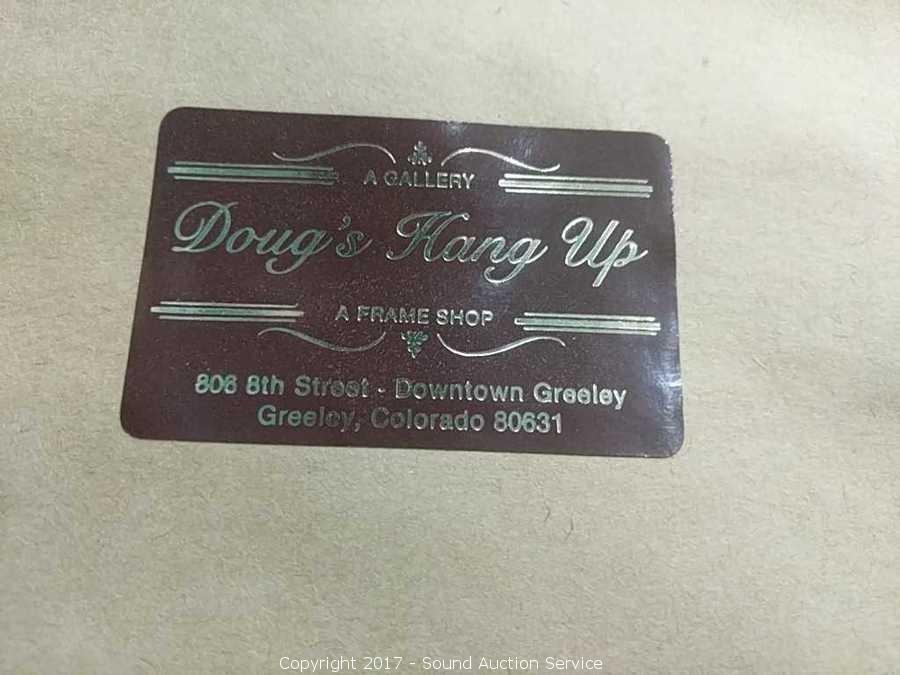 A GALLERY
Doug's Hang Up
A FRAME SHOP
806 8th Street - Downtown Greeley
Greeley, Colorado 80631
Copyright 2017 - Sound Auction Service